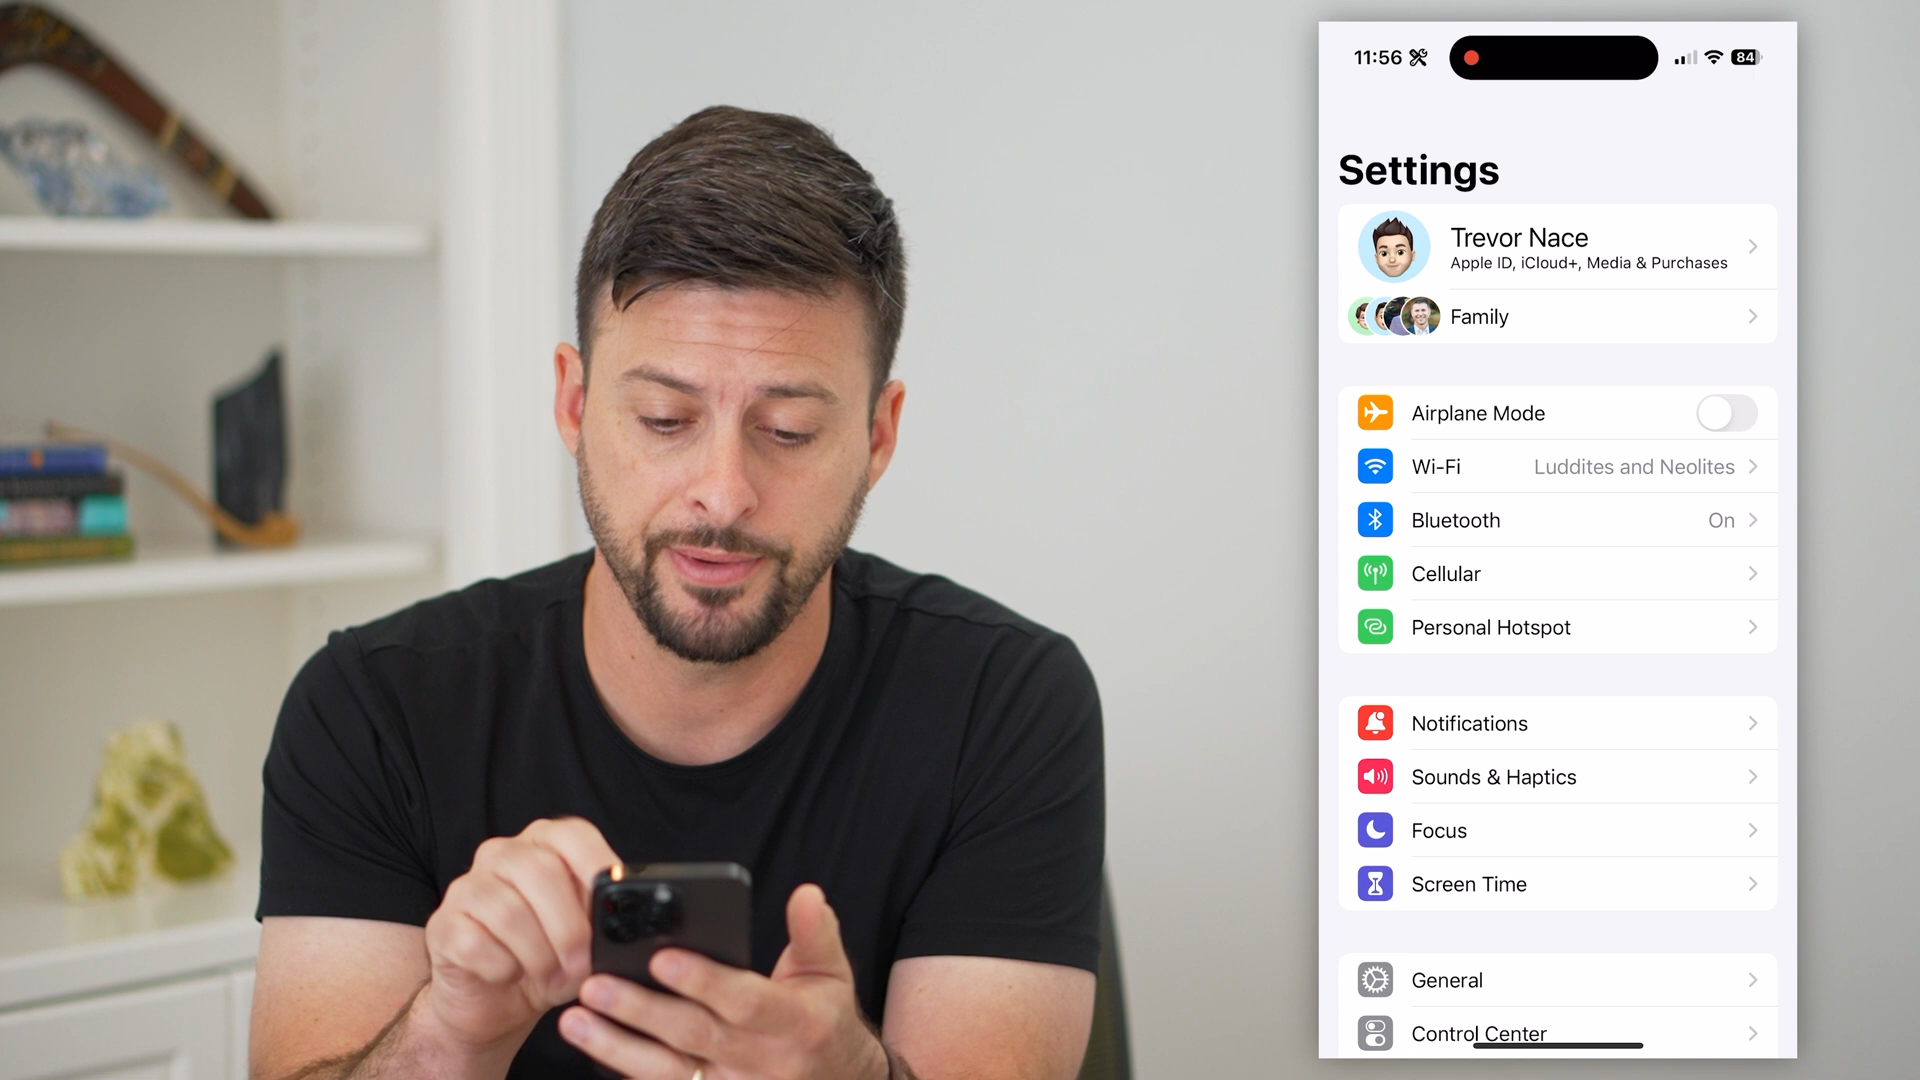 11:56
84
Settings
Trevor Nace
Apple ID, iCloud+, Media & Purchases
Family
Airplane Mode
Wi-Fi Luddites and Neolites
Bluetooth On
Cellular
Personal Hotspot
Notifications
Sounds & Haptics
Focus
Screen Time
General
Control Center